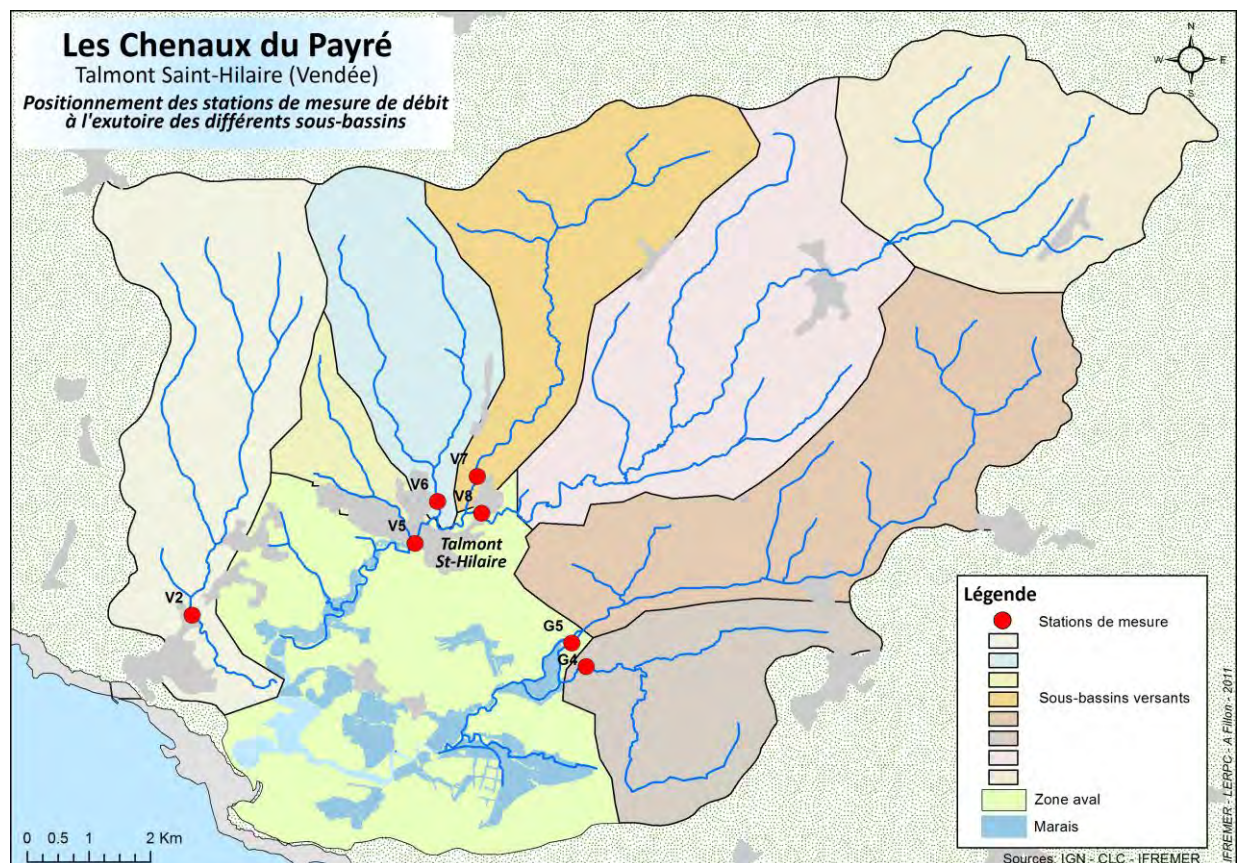 Les Chenaux du Payré
Talmont Saint-Hilaire (Vendée)
Positionnement des stations de mesure de débit
à l'exutoire des différents sous-bassins
N
W
E
S
V7
V6
V8
V5
Talmont
St-Hilaire
V2
G5
G4
Légende
Stations de mesure
Sous-bassins versants
Zone aval
Marais
0 0.5 1 2 Km
Sources: IGN - CLC - IFREMER
IFREMER - LERPC - A Fillon - 2011